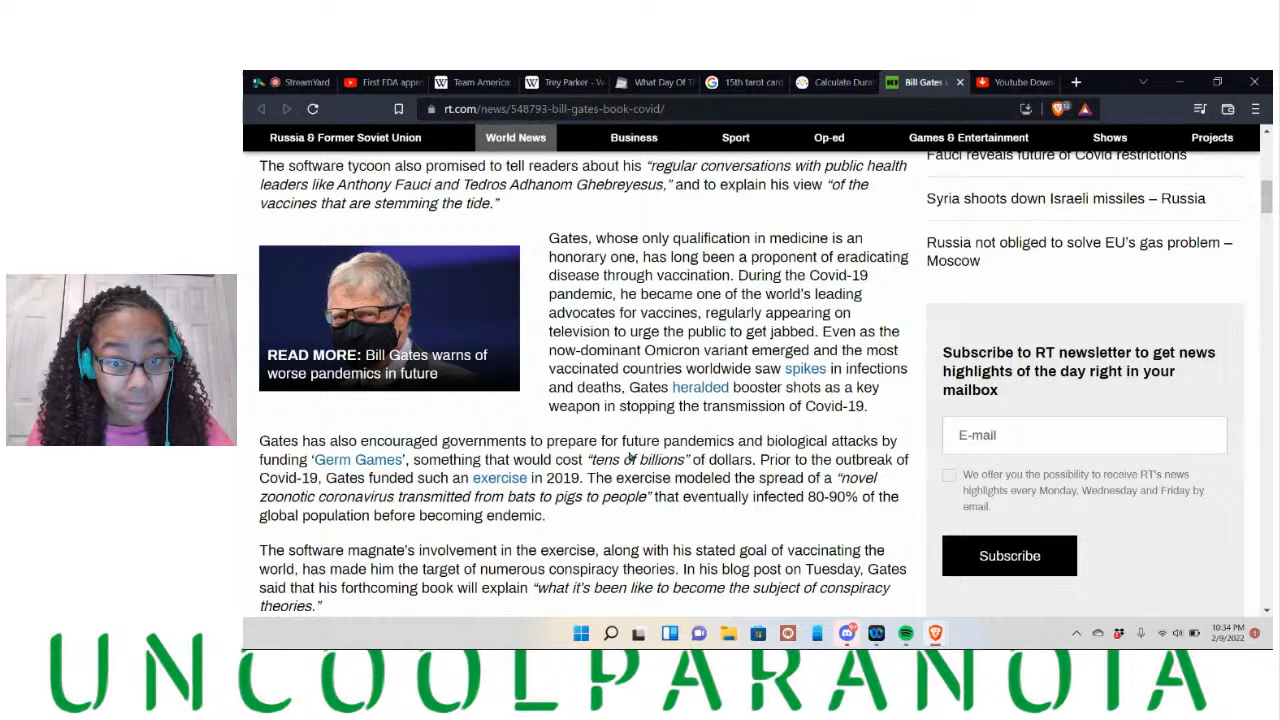 StreamYard First FDA appr Team America: Trey Parker - W What Day Of T 15th tarot card Calculate Dura Bill Gates Youtube Down
rt.com/news/548793-bill-gates-book-covid/
Russia & Former Soviet Union World News Business Sport Op-ed Games & Entertainment Shows Projects
The software tycoon also promised to tell readers about his “regular conversations with public health
leaders like Anthony Fauci and Tedros Adhanom Ghebreyesus,” and to explain his view “of the
vaccines that are stemming the tide.”
READ MORE: Bill Gates warns of
worse pandemics in future
Gates, whose only qualification in medicine is an
honorary one, has long been a proponent of eradicating
disease through vaccination. During the Covid-19
pandemic, he became one of the world’s leading
advocates for vaccines, regularly appearing on
television to urge the public to get jabbed. Even as the
now-dominant Omicron variant emerged and the most
vaccinated countries worldwide saw spikes in infections
and deaths, Gates heralded booster shots as a key
weapon in stopping the transmission of Covid-19.
Gates has also encouraged governments to prepare for future pandemics and biological attacks by
funding ‘Germ Games’, something that would cost “tens of billions” of dollars. Prior to the outbreak of
Covid-19, Gates funded such an exercise in 2019. The exercise modeled the spread of a “novel
zoonotic coronavirus transmitted from bats to pigs to people” that eventually infected 80-90% of the
global population before becoming endemic.
The software magnate’s involvement in the exercise, along with his stated goal of vaccinating the
world, has made him the target of numerous conspiracy theories. In his blog post on Tuesday, Gates
said that his forthcoming book will explain “what it’s been like to become the subject of conspiracy
theories.”
Fauci reveals future of Covid restrictions
Syria shoots down Israeli missiles – Russia
Russia not obliged to solve EU’s gas problem –
Moscow
Subscribe to RT newsletter to get news
highlights of the day right in your
mailbox
E-mail
We offer you the possibility to receive RT's news
highlights every Monday, Wednesday and Friday by
email.
Subscribe
10:34 PM
2/9/2022
UNCOOLPARANOIA